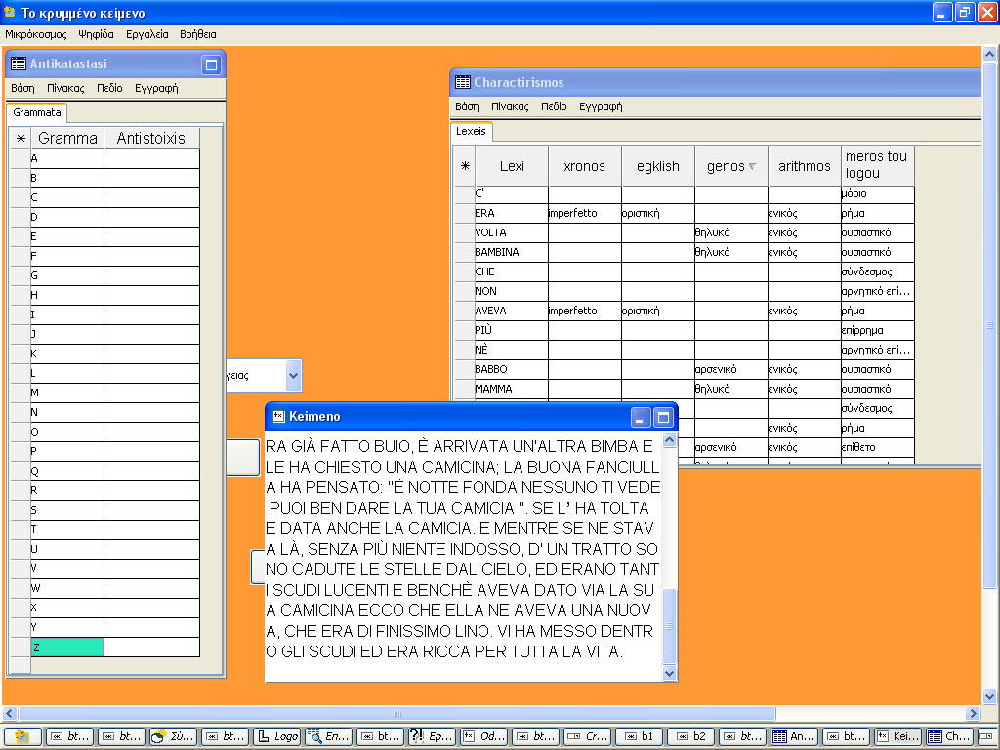 Το κρυμμένο κείμενο
Μικρόκοσμος Ψηφίδα Εργαλεία Βοήθεια
Antikatastasi
Βάση Πίνακας Πεδίο Εγγραφή
Grammata
* Gramma Antistoixisi
A
B
C
D
E
F
G
H
I
J
K
L
M
N
O
P
Q
R
S
T
U
V
W
X
Y
Z
Charactirismos
Βάση Πίνακας Πεδίο Εγγραφή
Lexeis
* Lexi xronos egklish genos arithmos meros tou logou
C' μόριο
ERA imperfetto οριστική ενικός ρήμα
VOLTA θηλυκό ενικός ουσιαστικό
BAMBINA θηλυκό ενικός ουσιαστικό
CHE σύνδεσμος
NON αρνητικό επί...
AVEVA imperfetto οριστική ενικός ρήμα
PIÙ επίρρημα
NÈ αρνητικό επί...
BABBO αρσενικό ενικός ουσιαστικό
MAMMA θηλυκό ενικός ουσιαστικό
σύνδεσμος
ενικός ρήμα
αρσενικό ενικός επίθετο
γειας
Keimeno
RA GIÀ FATTO BUIO, È ARRIVATA UN'ALTRA BIMBA E
LE HA CHIESTO UNA CAMICINA; LA BUONA FANCIULL
A HA PENSATO: "È NOTTE FONDA NESSUNO TI VEDE
PUOI BEN DARE LA TUA CAMICIA ". SE L' HA TOLTA
E DATA ANCHE LA CAMICIA. E MENTRE SE NE STAV
A LÀ, SENZA PIÙ NIENTE INDOSSO, D' UN TRATTO SO
NO CADUTE LE STELLE DAL CIELO, ED ERANO TANT
I SCUDI LUCENTI E BENCHÈ AVEVA DATO VIA LA SU
A CAMICINA ECCO CHE ELLA NE AVEVA UNA NUOV
A, CHE ERA DI FINISSIMO LINO. VI HA MESSO DENTR
O GLI SCUDI ED ERA RICCA PER TUTTA LA VITA.
bt... bt... Σύ... bt... Logo Επ... bt... Ερ... Od... bt... Cr... b1 b2 bt... An... bt... Kei... Ch...